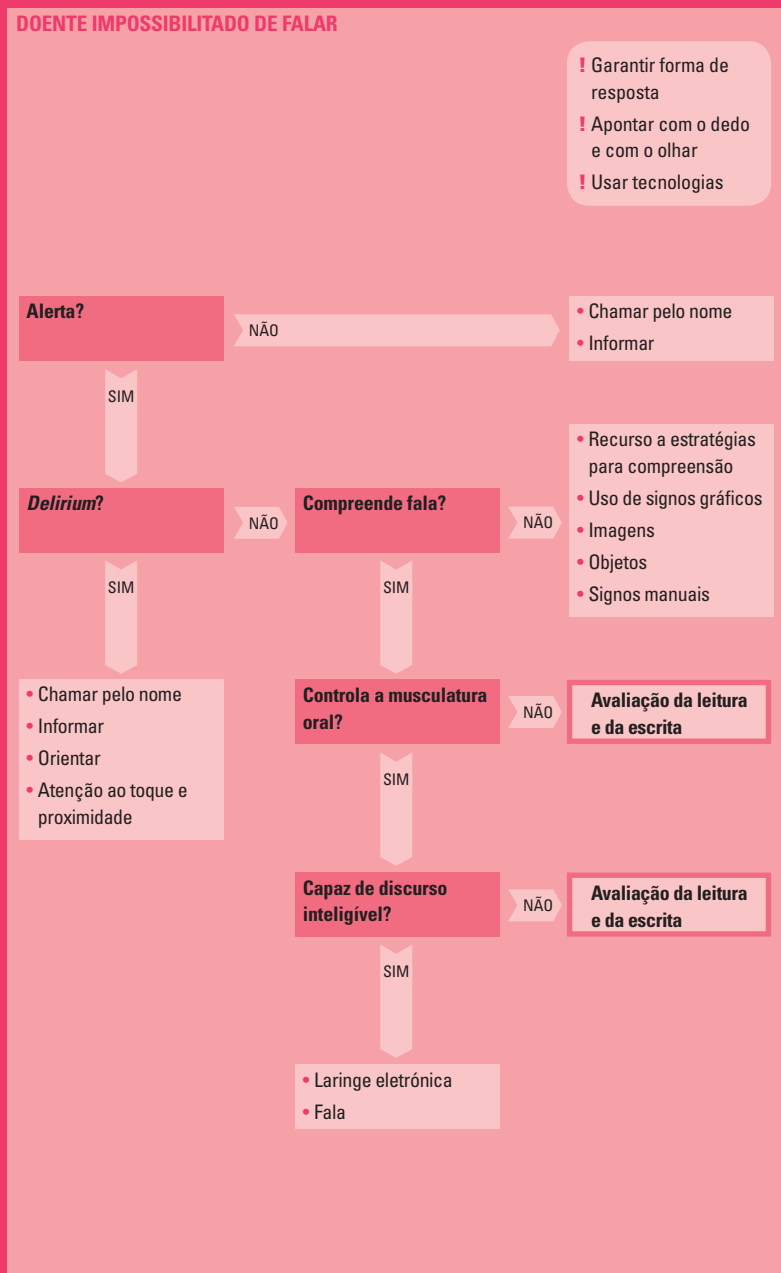 DOENTE IMPOSSIBILITADO DE FALAR
! Garantir forma de
resposta
! Apontar com o dedo
e com o olhar
! Usar tecnologias
Alerta?
NÃO
• Chamar pelo nome
• Informar
SIM
• Recurso a estratégias
para compreensão
• Uso de signos gráficos
• Imagens
• Objetos
• Signos manuais
Delirium?
NÃO
Compreende fala?
NÃO
SIM
SIM
• Chamar pelo nome
• Informar
• Orientar
• Atenção ao toque e
proximidade
Controla a musculatura
oral?
NÃO
Avaliação da leitura
e da escrita
SIM
Capaz de discurso
inteligível?
NÃO
Avaliação da leitura
e da escrita
SIM
• Laringe eletrónica
• Fala